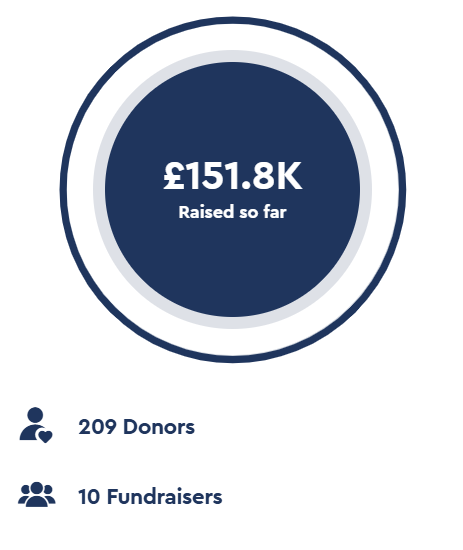 £151.8K
Raised so far
209 Donors
10 Fundraisers